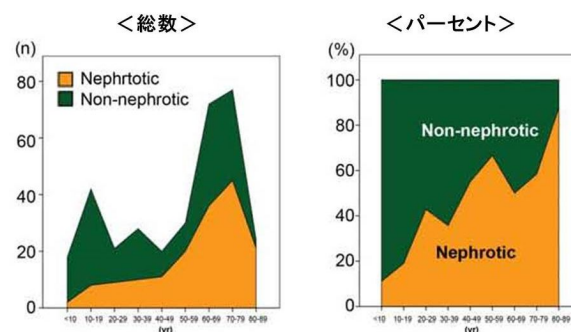 ＜総数＞
(n)
80
60
40
20
0
Nephrtotic
Non-nephrotic
<10 10-19 20-29 30-39 40-49 50-59 60-69 70-79 80-89
(yr)
＜パーセント＞
(%)
100
80
60
40
20
0
Non-nephrotic
Nephrotic
<10 10-19 20-29 30-39 40-49 50-59 60-69 70-79 80-89
(yr)